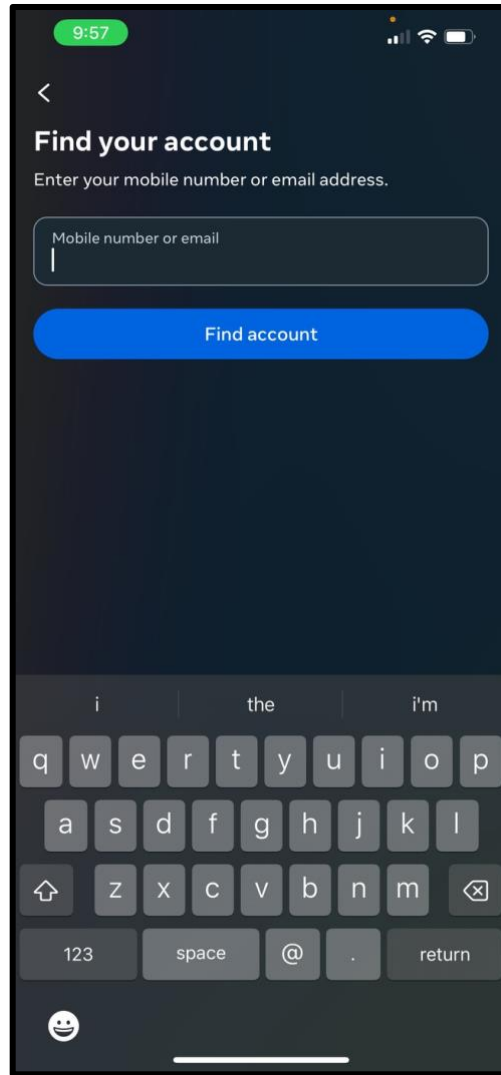 9:57
Find your account
Enter your mobile number or email address.
Mobile number or email
Find account
i the i'm
q w e r t y u i o p
a s d f g h j k l
z x c v b n m
123 space @ . return